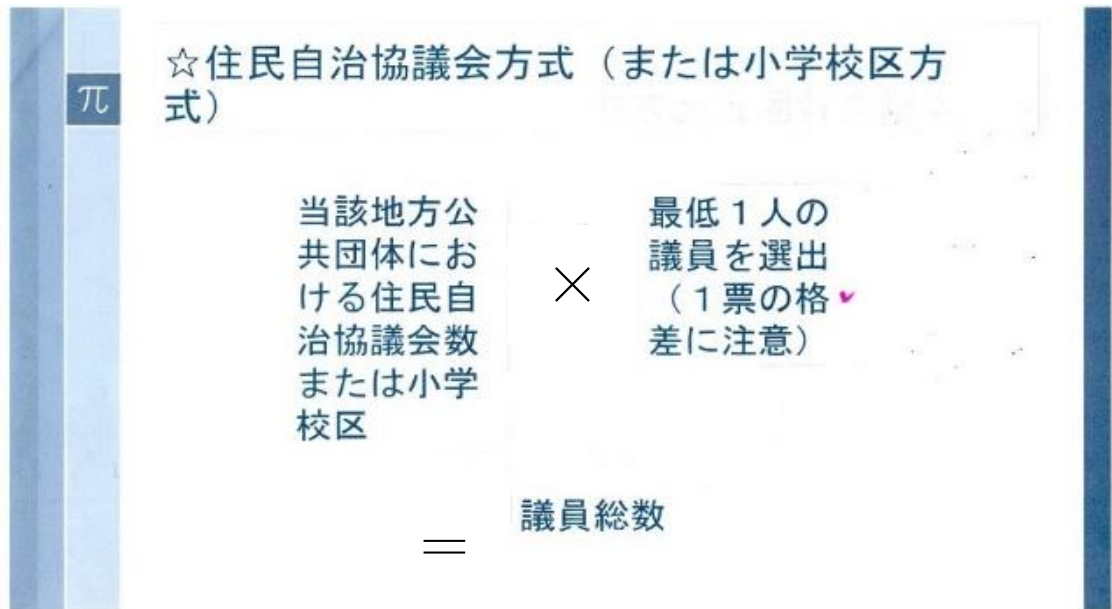 π
☆住民自治協議会方式（または小学校区方
式）
当該地方公
共団体にお
ける住民自
治協議会数
または小学
校区
×
最低１人の
議員を選出
（１票の格
差に注意）
＝
議員総数